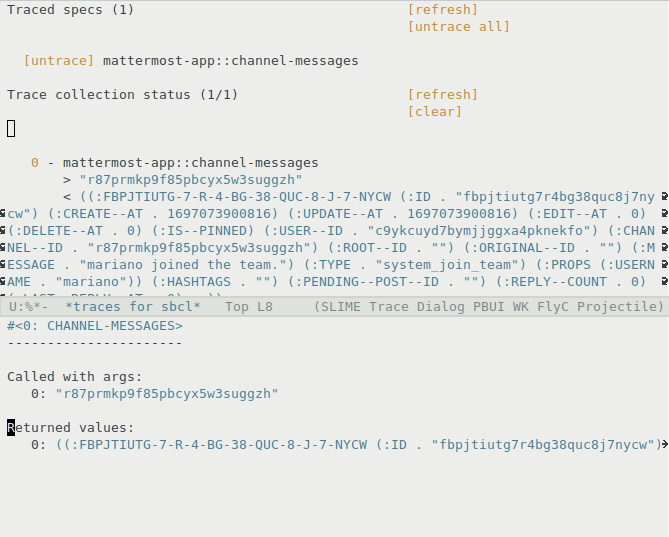 Traced specs (1) [refresh]
[untrace all]
[untrace] mattermost-app::channel-messages
Trace collection status (1/1) [refresh]
[clear]
0 - mattermost-app::channel-messages
> "r87prmkp9f85pbcyx5w3suggzh"
< ((:FBPJTIUTG-7-R-4-BG-38-QUC-8-J-7-NYCW (:ID . "fbpjtiutg7r4bg38quc8j7ny
cw") (:CREATE--AT . 1697073900816) (:UPDATE--AT . 1697073900816) (:EDIT--AT . 0)
(:DELETE--AT . 0) (:IS--PINNED) (:USER--ID . "c9ykcuyd7bymjjggxa4pknekfo") (:CHAN
NEL--ID . "r87prmkp9f85pbcyx5w3suggzh") (:ROOT--ID . "") (:ORIGINAL--ID . "") (:M
ESSAGE . "mariano joined the team.") (:TYPE . "system_join_team") (:PROPS (:USERN
AME . "mariano")) (:HASHTAGS . "") (:PENDING--POST--ID . "") (:REPLY--COUNT . 0)
(:LAST--REPLY--AT . 0)
U:%*- *traces for sbcl* Top L8 (SLIME Trace Dialog PBUI WK FlyC Projectile)
#<0: CHANNEL-MESSAGES>
----------------------
Called with args:
0: "r87prmkp9f85pbcyx5w3suggzh"
Returned values:
0: ((:FBPJTIUTG-7-R-4-BG-38-QUC-8-J-7-NYCW (:ID . "fbpjtiutg7r4bg38quc8j7nycw")